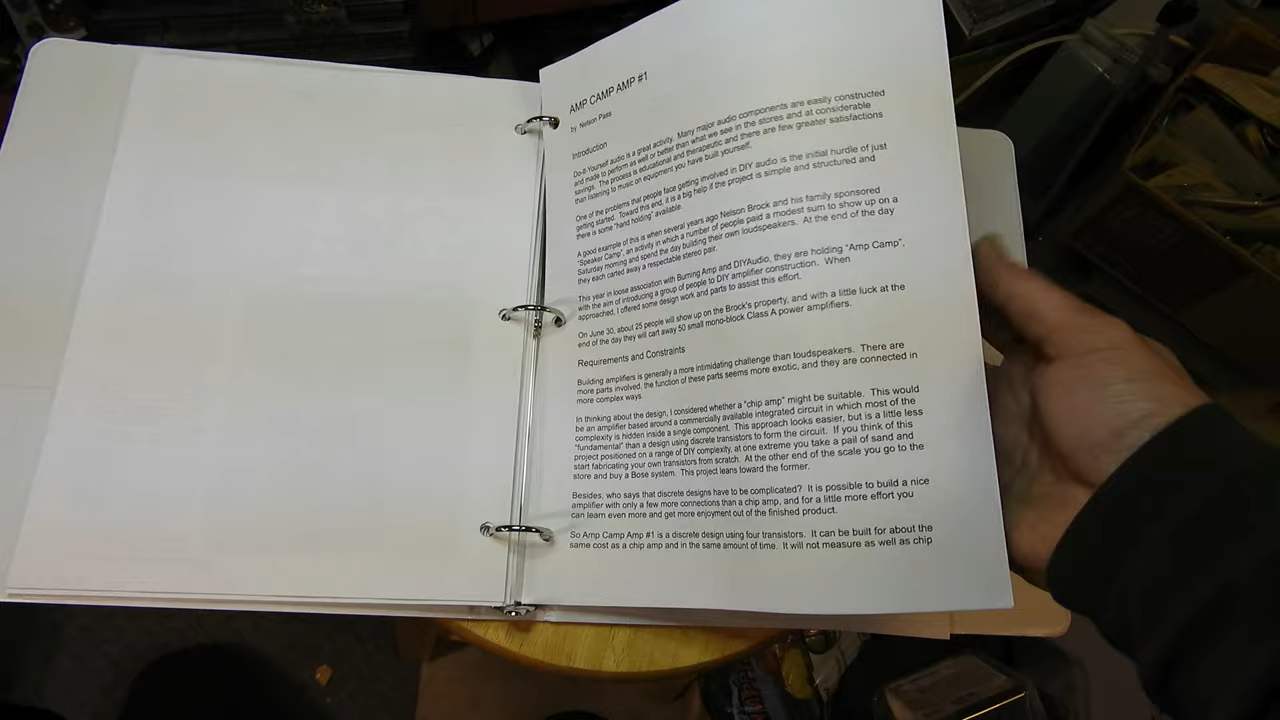 AMP CAMP AMP #1
by Nelson Pass
Introduction
Do-It-Yourself audio is a great activity. Many major audio components are easily constructed
and made to perform as well or better than what we see in the stores and at considerable
savings. The process is educational and therapeutic and there are few greater satisfactions
than listening to music on equipment you have built yourself.
One of the problems that people face getting involved in DIY audio is the initial hurdle of just
getting started. Toward this end, it is a big help if the project is simple and structured and
there is some "hand holding" available.
A good example of this is when several years ago Nelson Brock and his family sponsored
"Speaker Camp", an activity in which a number of people paid a modest sum to show up on a
Saturday morning and spend the day building their own loudspeakers. At the end of the day
they each carted away a respectable stereo pair.
This year in loose association with Burning Amp and DIYAudio, they are holding "Amp Camp",
with the aim of introducing a group of people to DIY amplifier construction. When
approached, I offered some design work and parts to assist this effort.
On June 30, about 25 people will show up on the Brock's property, and with a little luck at the
end of the day they will cart away 50 small mono-block Class A power amplifiers.
Requirements and Constraints
Building amplifiers is generally a more intimidating challenge than loudspeakers. There are
more parts involved, the function of these parts seems more exotic, and they are connected in
more complex ways.
In thinking about the design, I considered whether a "chip amp" might be suitable. This would
be an amplifier based around a commercially available integrated circuit in which most of the
complexity is hidden inside a single component. This approach looks easier, but is a little less
"fundamental" than a design using discrete transistors to form the circuit. If you think of this
project positioned on a range of DIY complexity, at one extreme you take a pail of sand and
start fabricating your own transistors from scratch. At the other end of the scale you go to the
store and buy a Bose system. This project leans toward the former.
Besides, who says that discrete designs have to be complicated? It is possible to build a nice
amplifier with only a few more connections than a chip amp, and for a little more effort you
can learn even more and get more enjoyment out of the finished product.
So Amp Camp Amp #1 is a discrete design using four transistors. It can be built for about the
same cost as a chip amp and in the same amount of time. It will not measure as well as chip